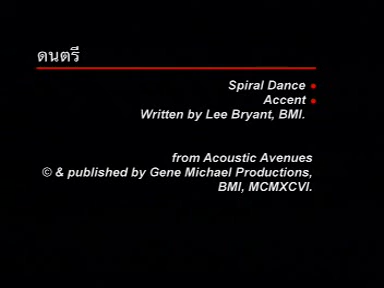 ดนตรี
Spiral Dance
Accent
Written by Lee Bryant, BMI.
from Acoustic Avenues
© & published by Gene Michael Productions,
BMI, MCMXCVI.